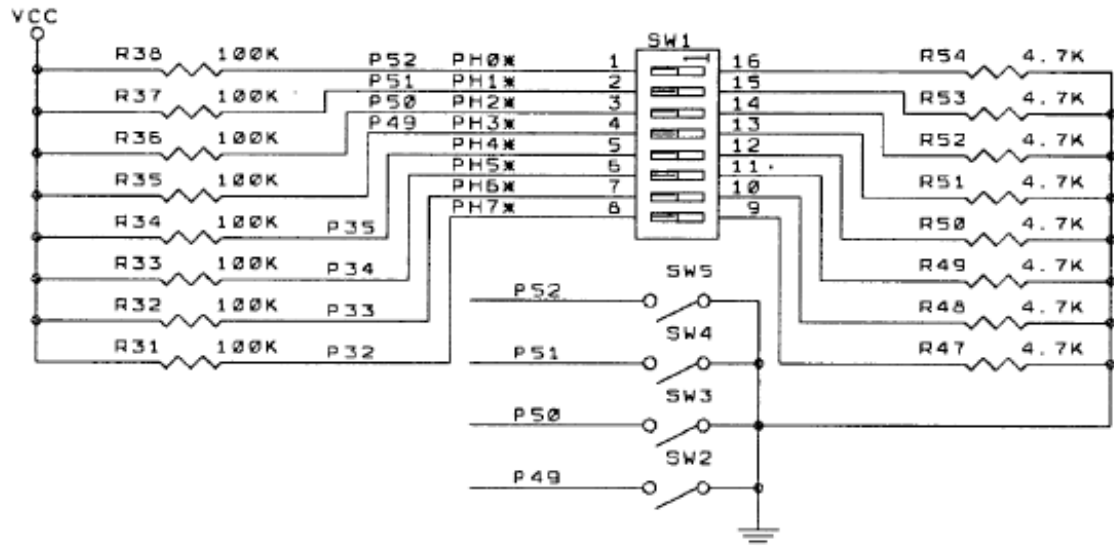 VCC
SW1
R38 100K P52 PH0* 1 16 R54 4.7K
R37 100K P51 PH1* 2 15 R53 4.7K
R36 100K P50 PH2* 3 14 R52 4.7K
R35 100K P49 PH3* 4 13 R51 4.7K
R34 100K P35 PH4* 5 12 R50 4.7K
R33 100K P34 PH5* 6 11 R49 4.7K
R32 100K P33 PH6* 7 10 R48 4.7K
R31 100K P32 PH7* 8 9 R47 4.7K
P52 SW5
P51 SW4
P50 SW3
P49 SW2